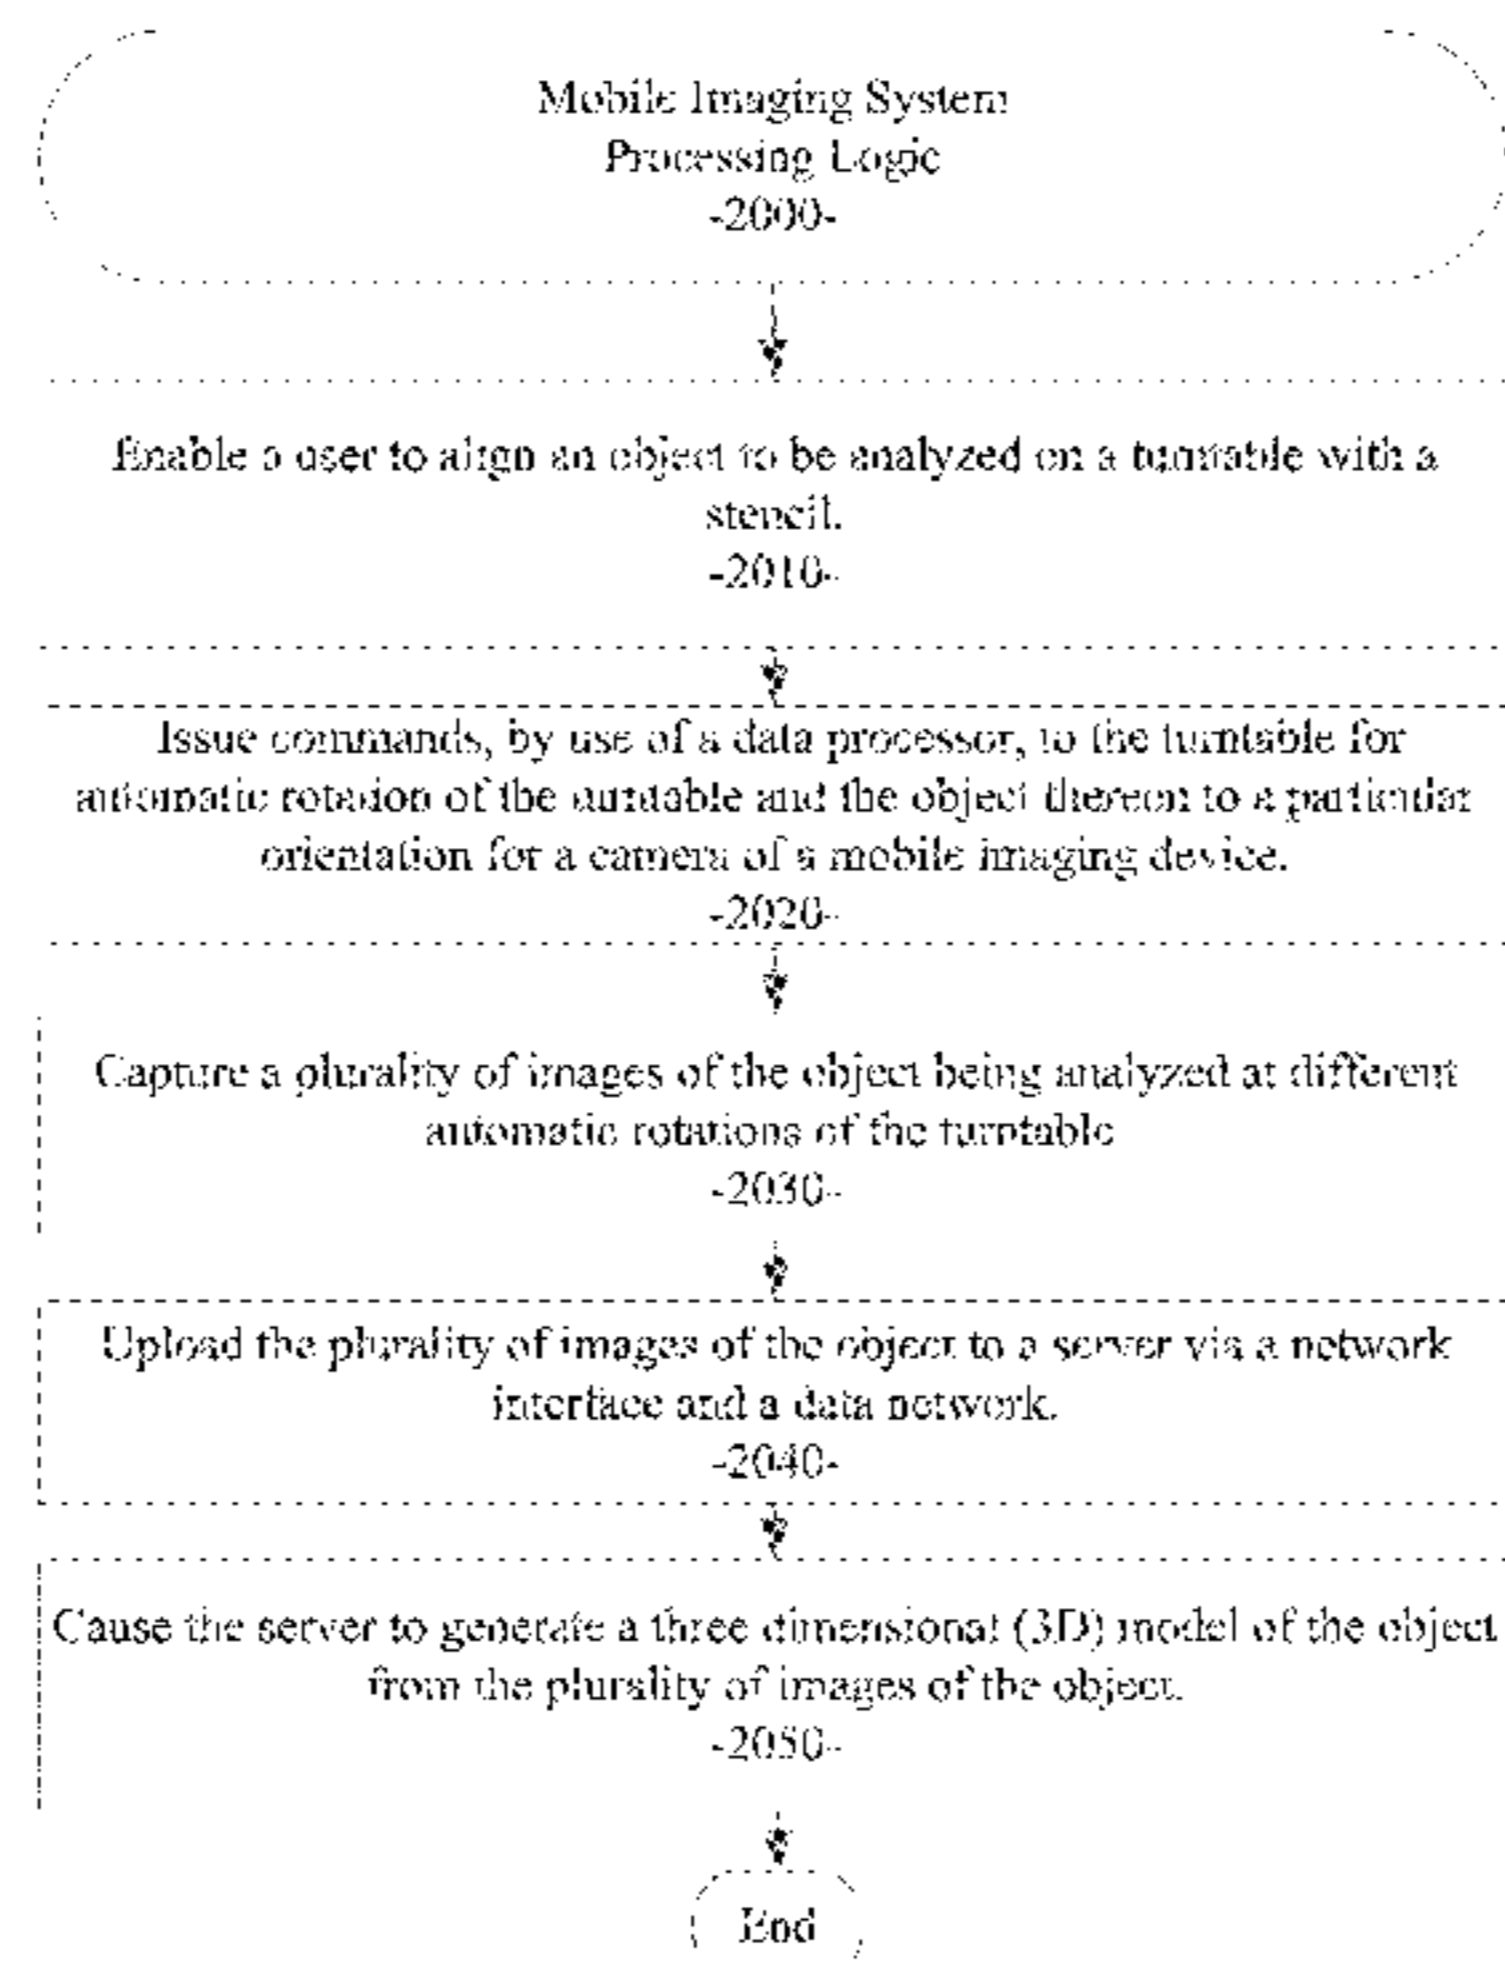 Mobile Imaging System
Processing Logic
-2000-
Enable a user to align an object to be analyzed on a turntable with a
stencil.
-2010-
Issue commands, by use of a data processor, to the turntable for
automatic rotation of the turntable and the object thereon to a particular
orientation for a camera of a mobile imaging device.
-2020-
Capture a plurality of images of the object being analyzed at different
automatic rotations of the turntable
-2030-
Upload the plurality of images of the object to a server via a network
interface and a data network.
-2040-
Cause the server to generate a three dimensional (3D) model of the object
from the plurality of images of the object.
-2050-
End